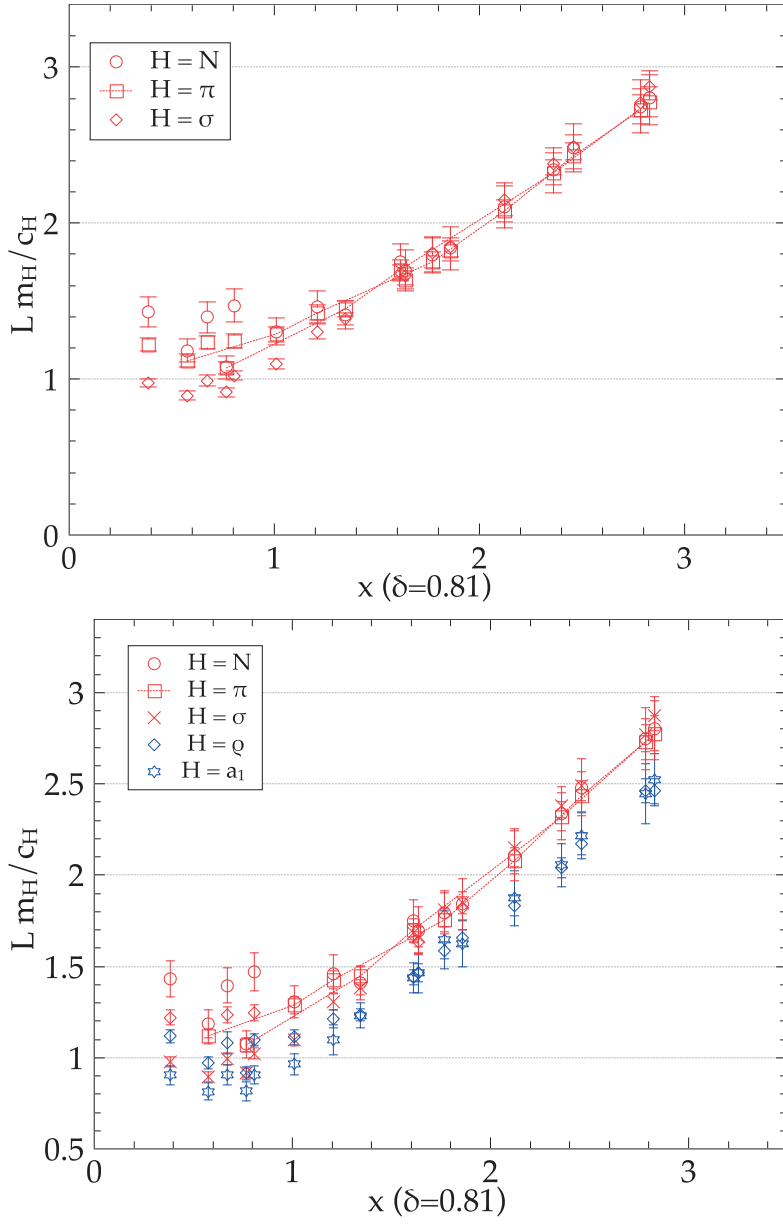 3
2
1
0
L m_H/c_H
H = N
H = π
H = σ
0 1 2 3
x (δ=0.81)
3
2.5
2
1.5
1
0.5
L m_H/c_H
H = N
H = π
H = σ
H = ϱ
H = a₁
0 1 2 3
x (δ=0.81)